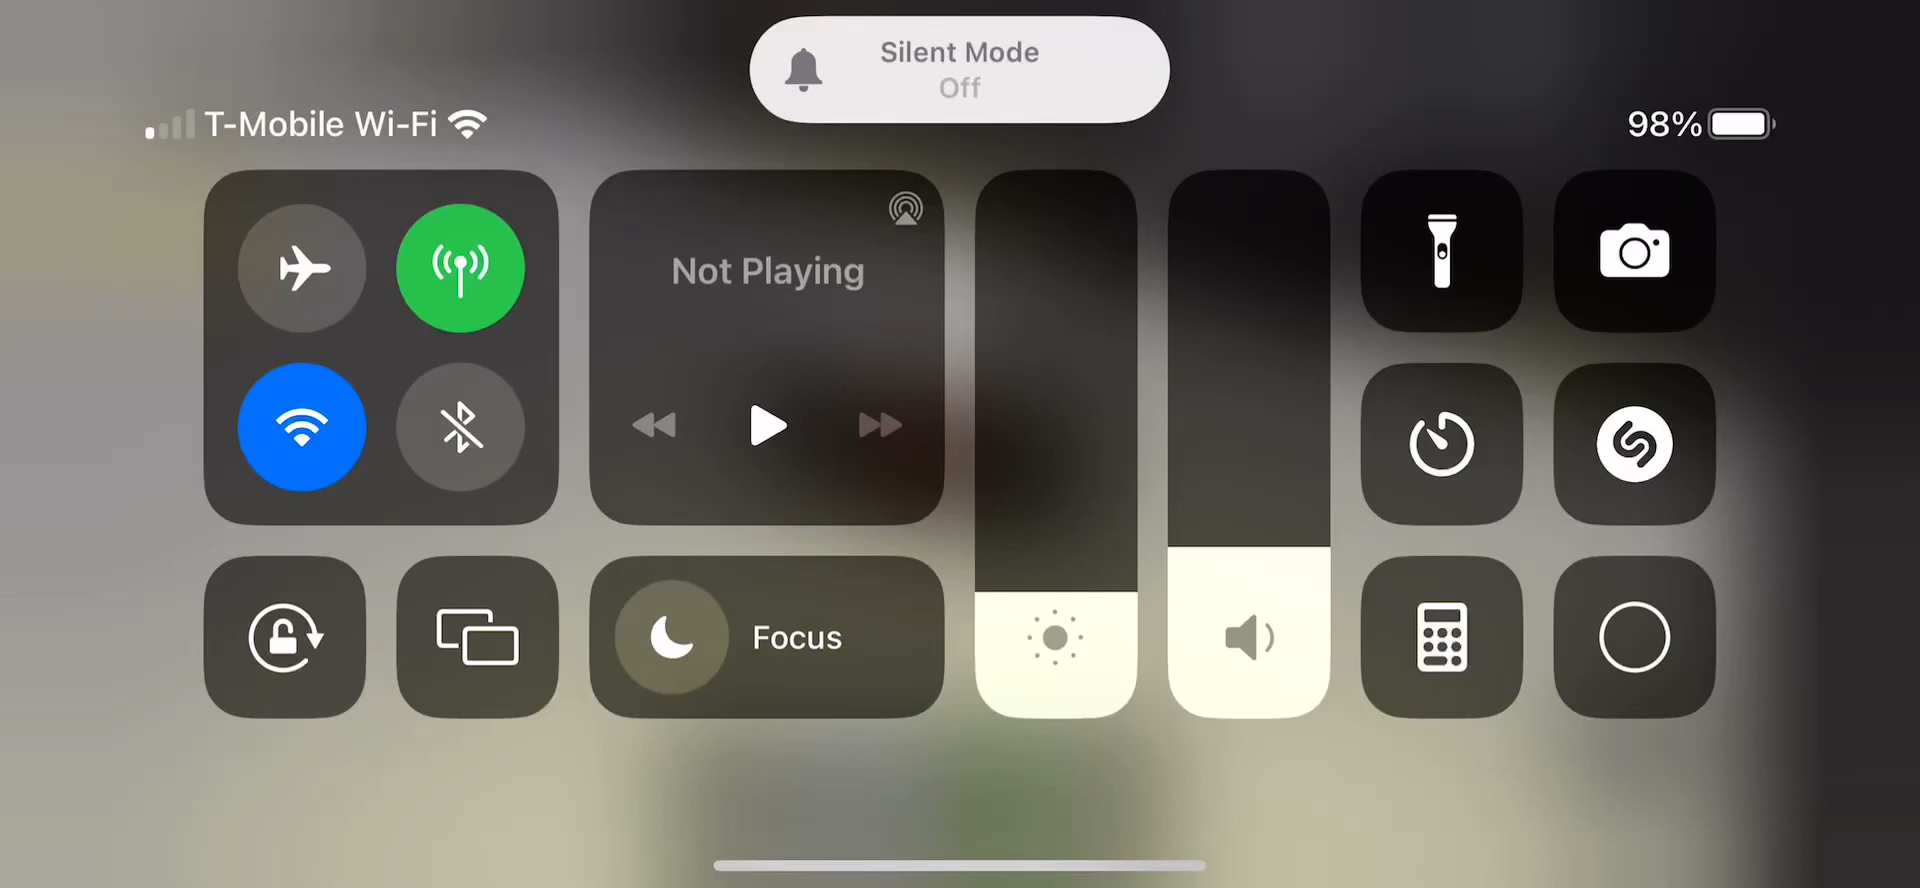 Silent Mode
Off
T-Mobile Wi-Fi
98%
Not Playing
Focus